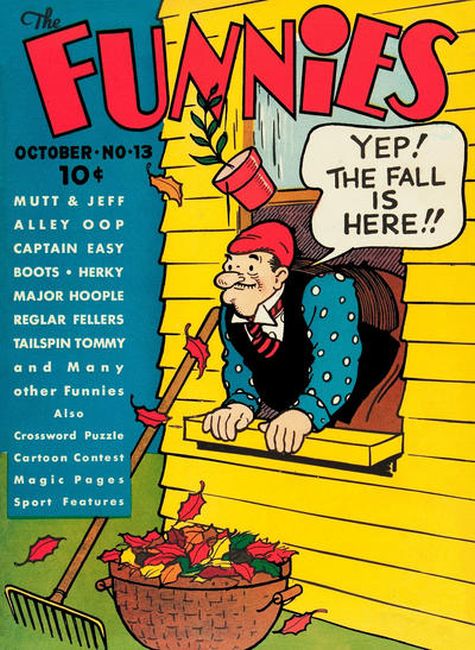 The
FUNNIES
OCTOBER • NO • 13
10¢
MUTT & JEFF
ALLEY OOP
CAPTAIN EASY
BOOTS • HERKY
MAJOR HOOPLE
REGLAR FELLERS
TAILSPIN TOMMY
and Many
other Funnies
Also
Crossword Puzzle
Cartoon Contest
Magic Pages
Sport Features
YEP!
THE FALL
IS
HERE!!